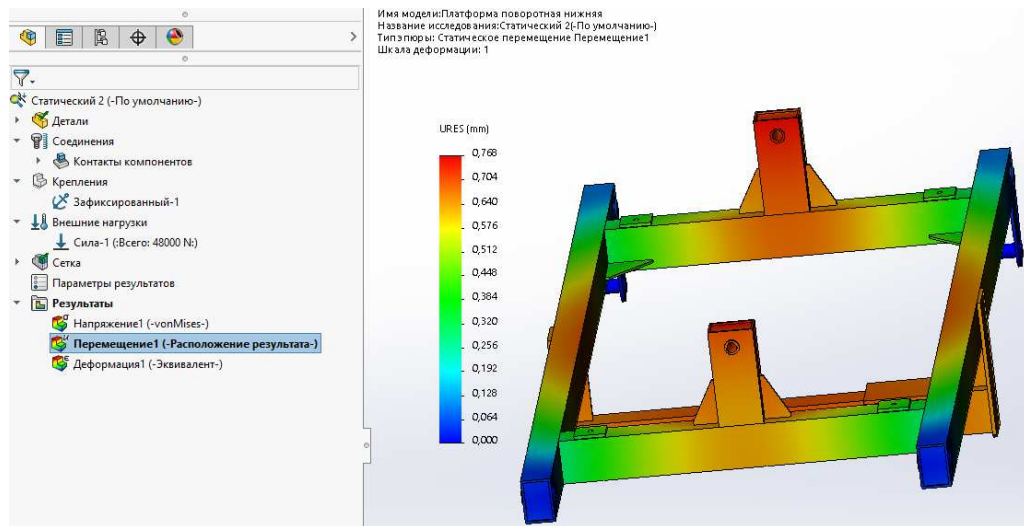 Имя модели:Платформа поворотная нижняя
Название исследования:Статический 2(-По умолчанию-)
Тип эпюры: Статическое перемещение Перемещение1
Шкала деформации: 1
Статический 2 (-По умолчанию-)
Детали
Соединения
Контакты компонентов
Крепления
Зафиксированный-1
Внешние нагрузки
Сила-1 (:Всего: 48000 N:)
Сетка
Параметры результатов
Результаты
Напряжение1 (-vonMises-)
Перемещение1 (-Расположение результата-)
Деформация1 (-Эквивалент-)
URES (mm)
0,768
0,704
0,640
0,576
0,512
0,448
0,384
0,320
0,256
0,192
0,128
0,064
0,000